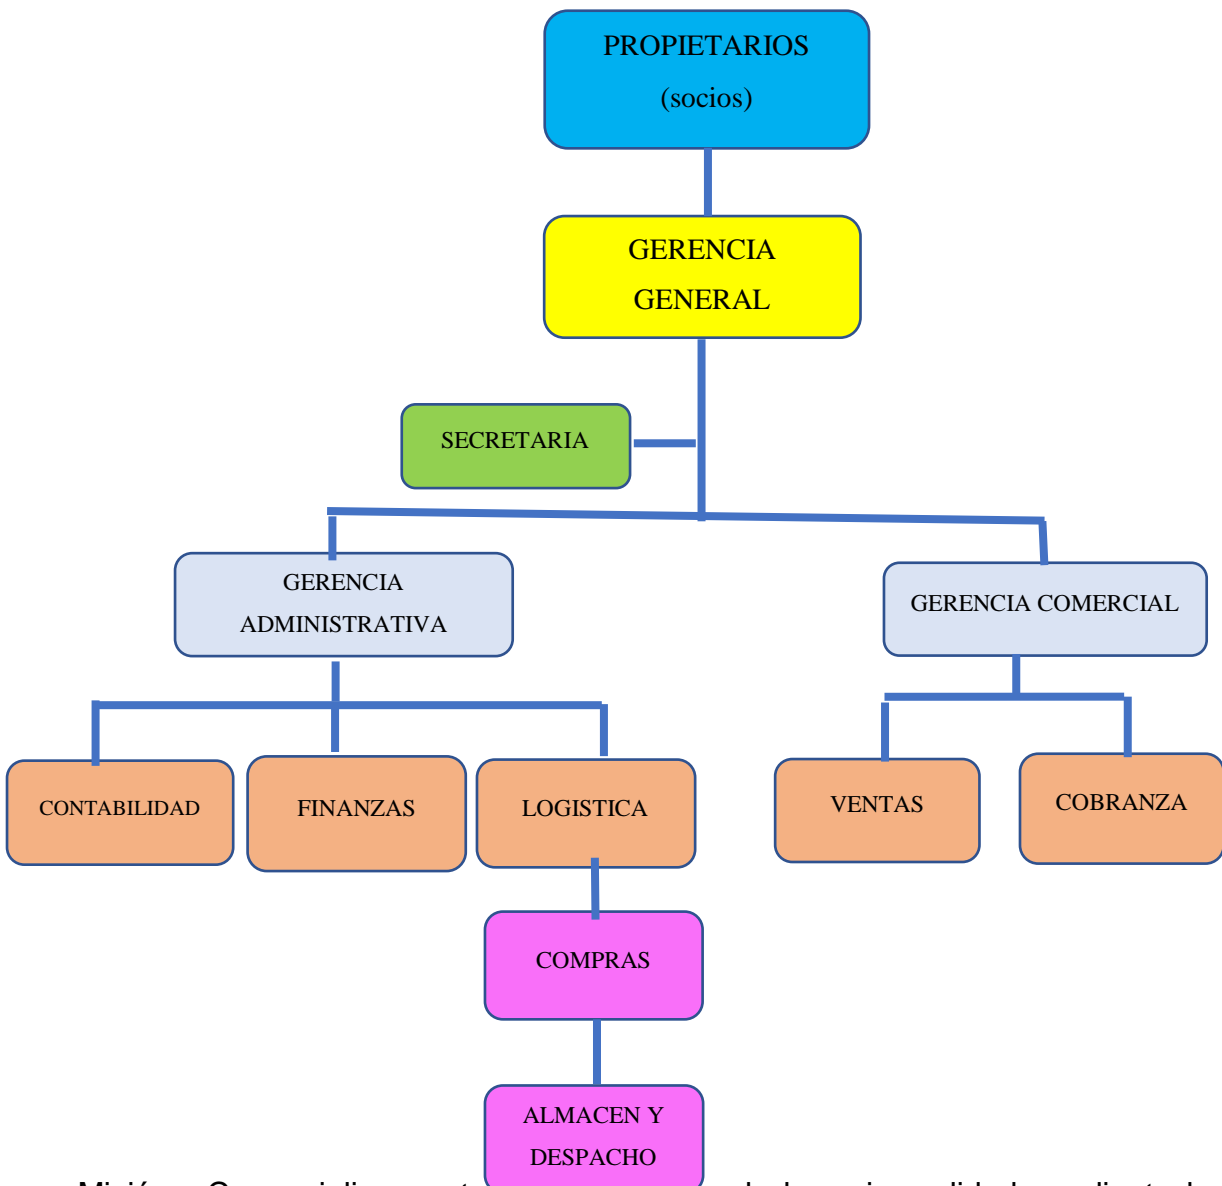 PROPIETARIOS
(socios)
GERENCIA
GENERAL
SECRETARIA
GERENCIA
ADMINISTRATIVA
GERENCIA COMERCIAL
CONTABILIDAD
FINANZAS
LOGISTICA
VENTAS
COBRANZA
COMPRAS
ALMACEN Y
DESPACHO